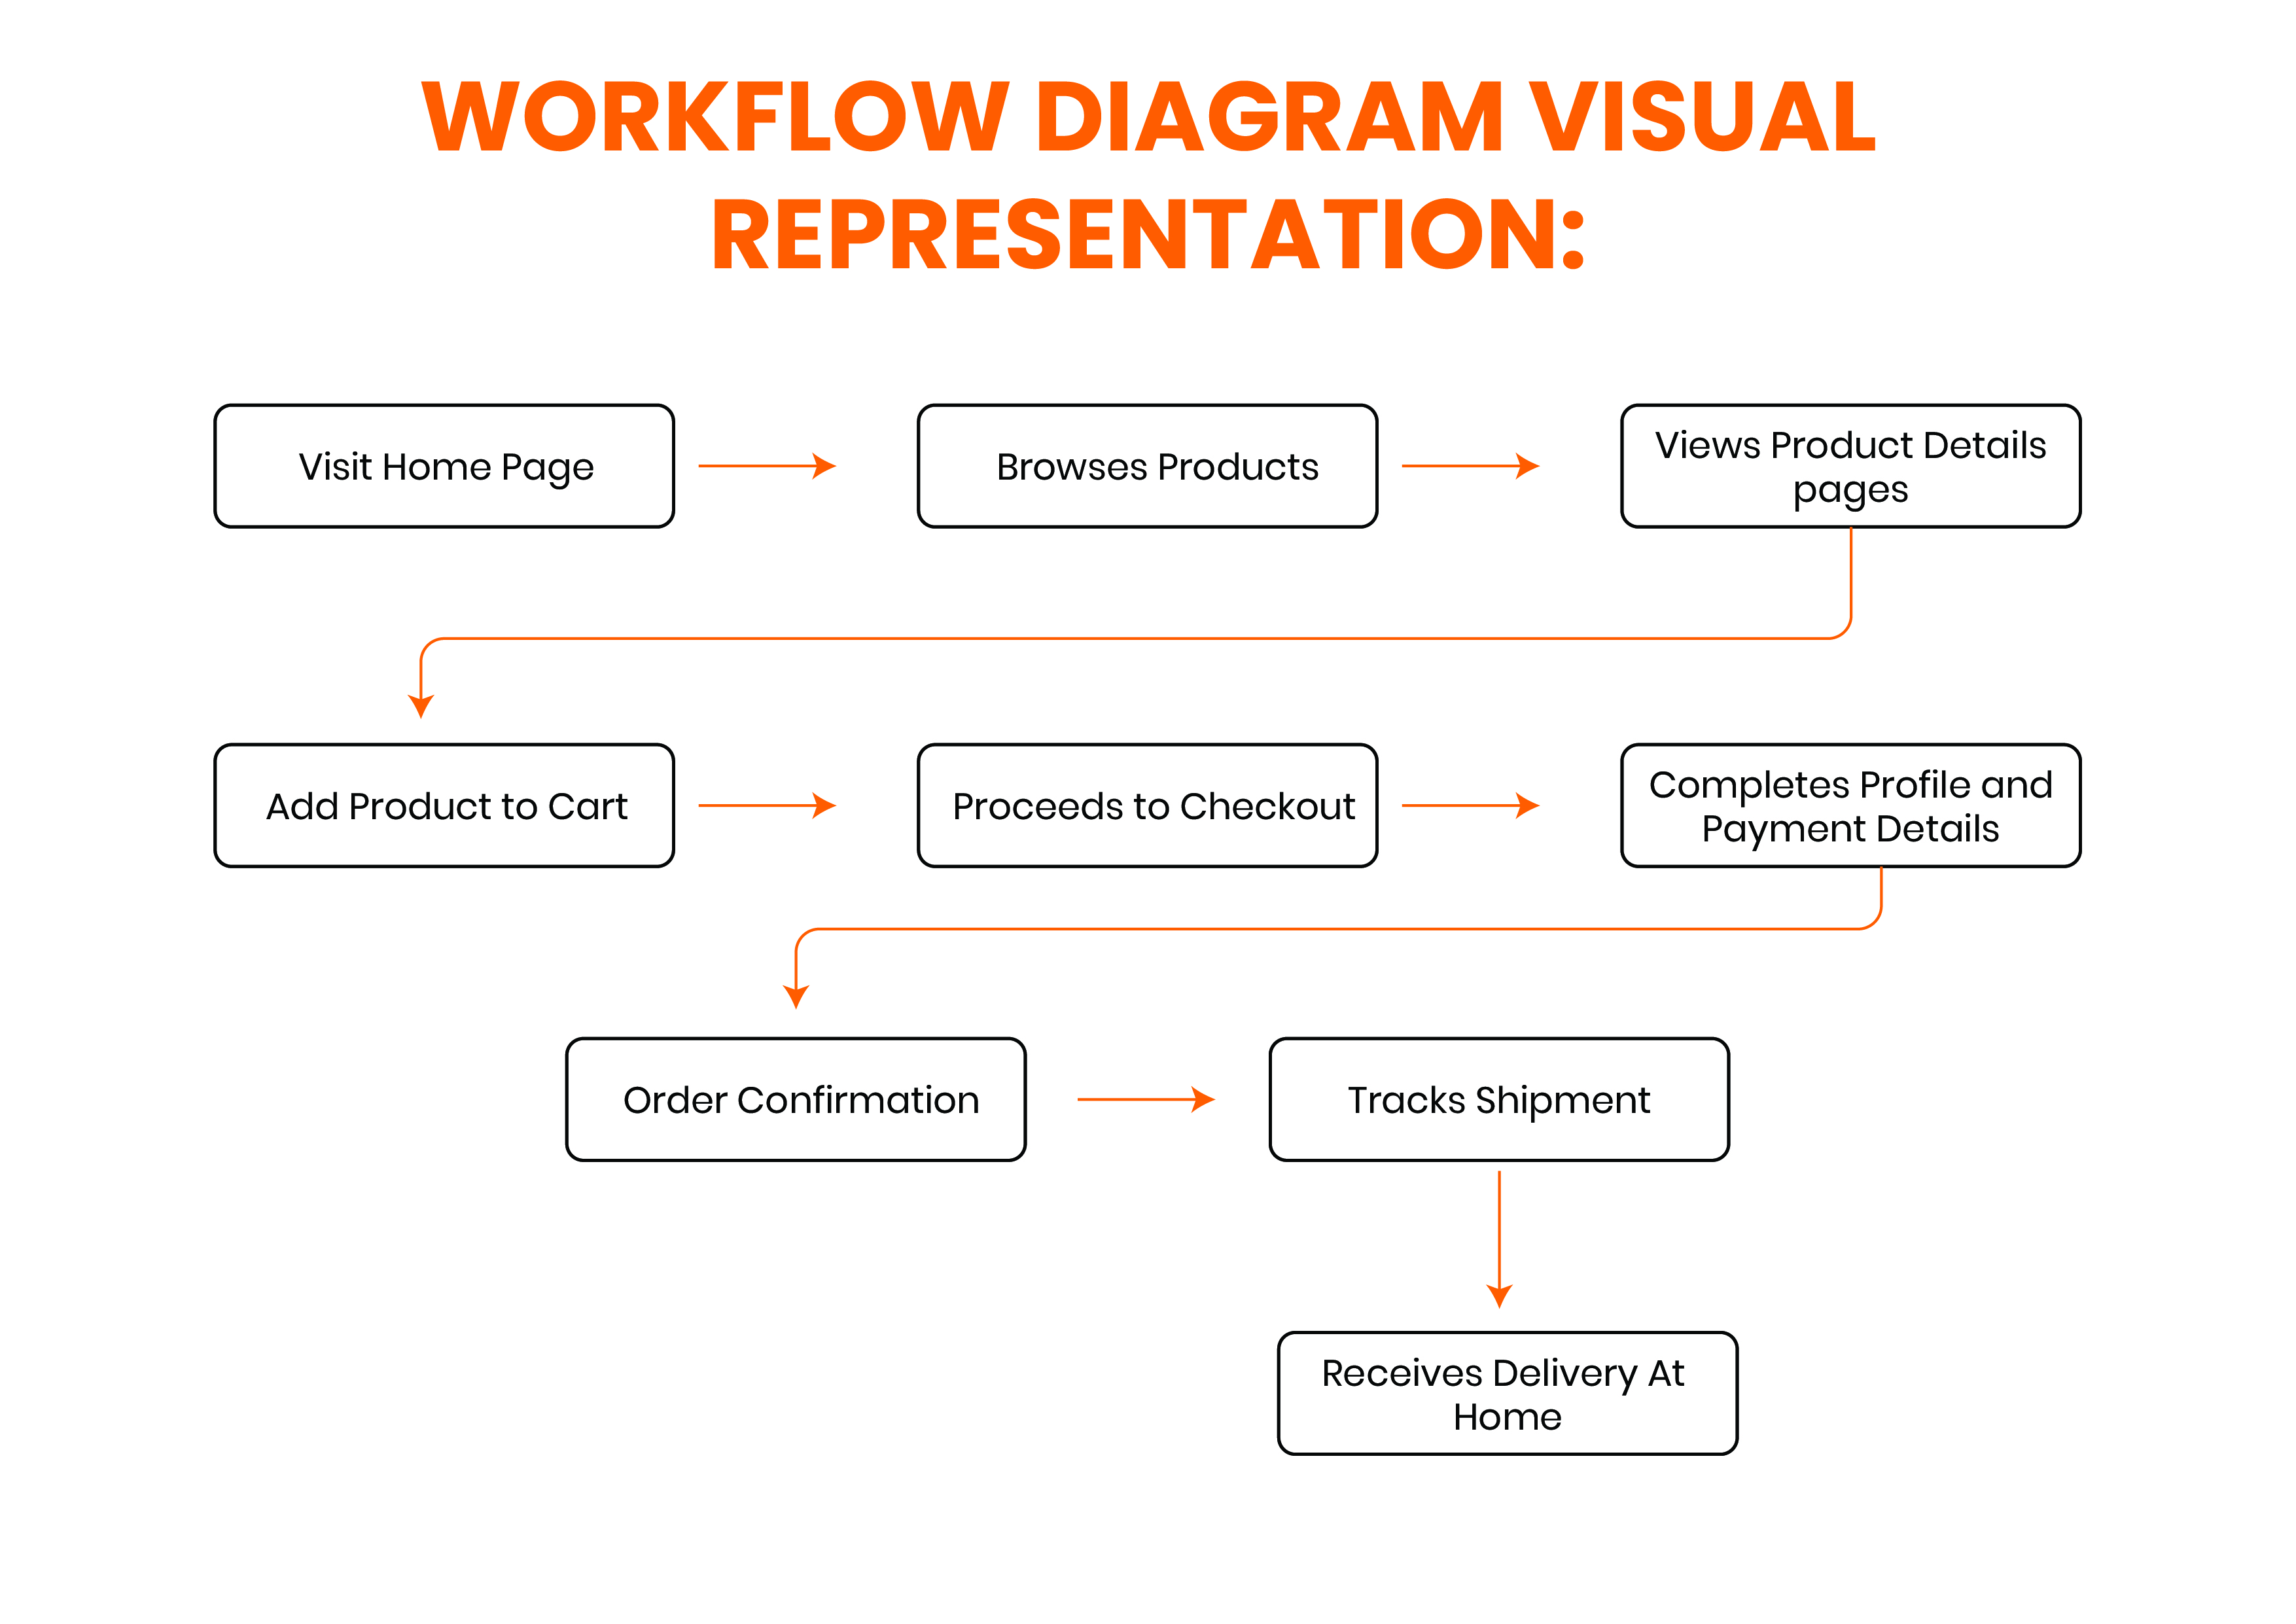 WORKFLOW DIAGRAM VISUAL
REPRESENTATION:
Visit Home Page
Browses Products
Views Product Details
pages
Add Product to Cart
Proceeds to Checkout
Completes Profile and
Payment Details
Order Confirmation
Tracks Shipment
Receives Delivery At
Home